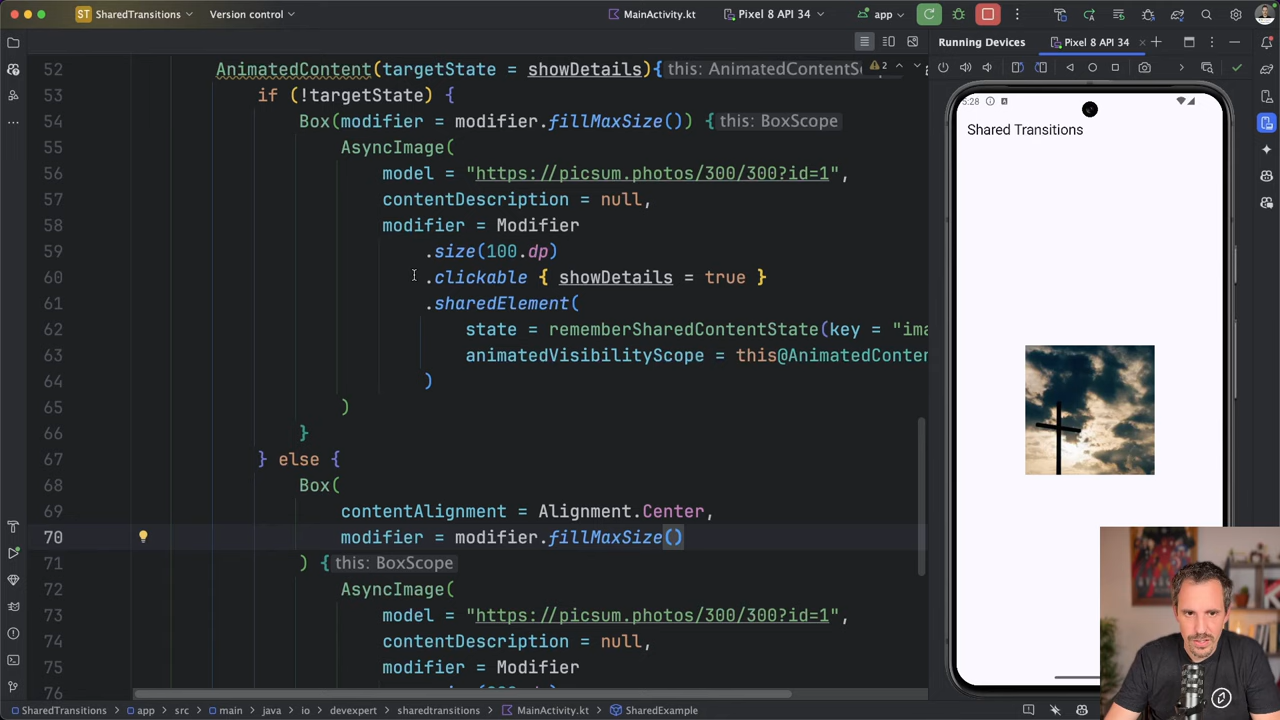 SharedTransitions
Version control
MainActivity.kt
Pixel 8 API 34
app
Running Devices
Pixel 8 API 34
52 AnimatedContent(targetState = showDetails){ this: AnimatedContentSc
2
53 if (!targetState) {
54 Box(modifier = modifier.fillMaxSize()) { this: BoxScope
55 AsyncImage(
56 model = "https://picsum.photos/300/300?id=1",
57 contentDescription = null,
58 modifier = Modifier
59 .size(100.dp)
60 .clickable { showDetails = true }
61 .sharedElement(
62 state = rememberSharedContentState(key = "ima
63 animatedVisibilityScope = this@AnimatedConten
64 )
65 )
66 }
67 } else {
68 Box(
69 contentAlignment = Alignment.Center,
70 modifier = modifier.fillMaxSize()
71 ) { this: BoxScope
72 AsyncImage(
73 model = "https://picsum.photos/300/300?id=1",
74 contentDescription = null,
75 modifier = Modifier
76
5:28
Shared Transitions
SharedTransitions
app
src
main
java
io
devexpert
sharedtransitions
MainActivity.kt
SharedExample